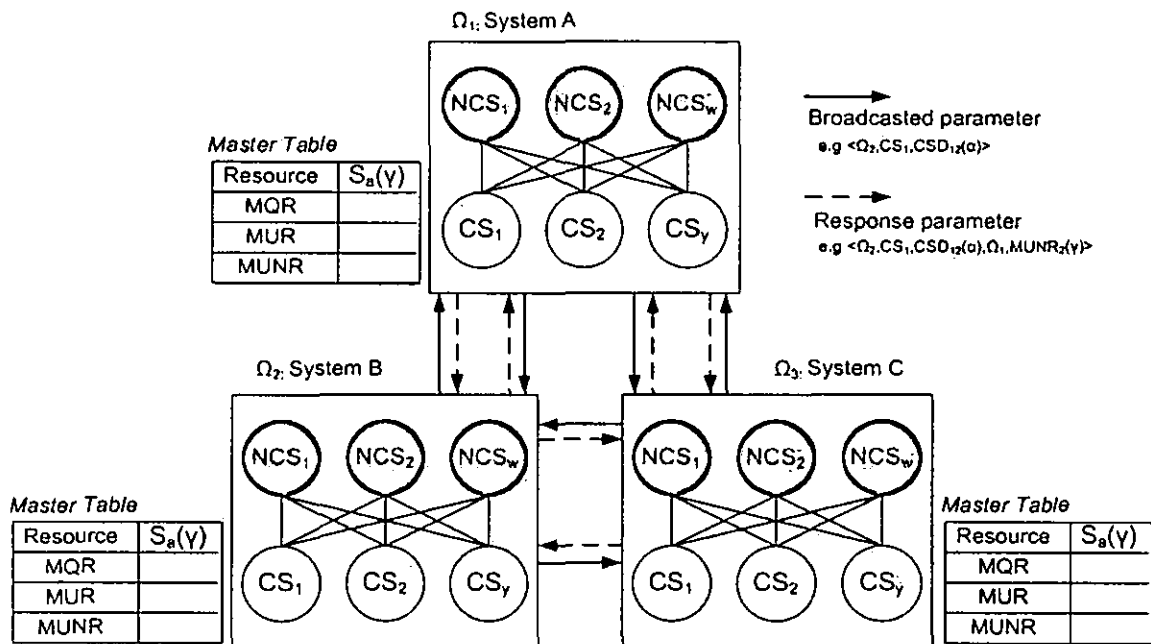 Ω₁: System A
NCS₁ NCS₂ NCSw
Broadcasted parameter
e.g <Ω₂,CS₁,CSD₁₂(α)>
Master Table
Resource Sₐ(γ)
MQR
MUR
MUNR
CS₁ CS₂ CSy
Response parameter
e.g <Ω₂,CS₁,CSD₁₂(α),Ω₁,MUNR₂(γ)>
Ω₂: System B
Ω₃: System C
NCS₁ NCS₂ NCSw
NCS₁ NCS₂ NCSw
Master Table
Resource Sₐ(γ)
MQR
MUR
MUNR
CS₁ CS₂ CSy
CS₁ CS₂ CSy
Master Table
Resource Sₐ(γ)
MQR
MUR
MUNR